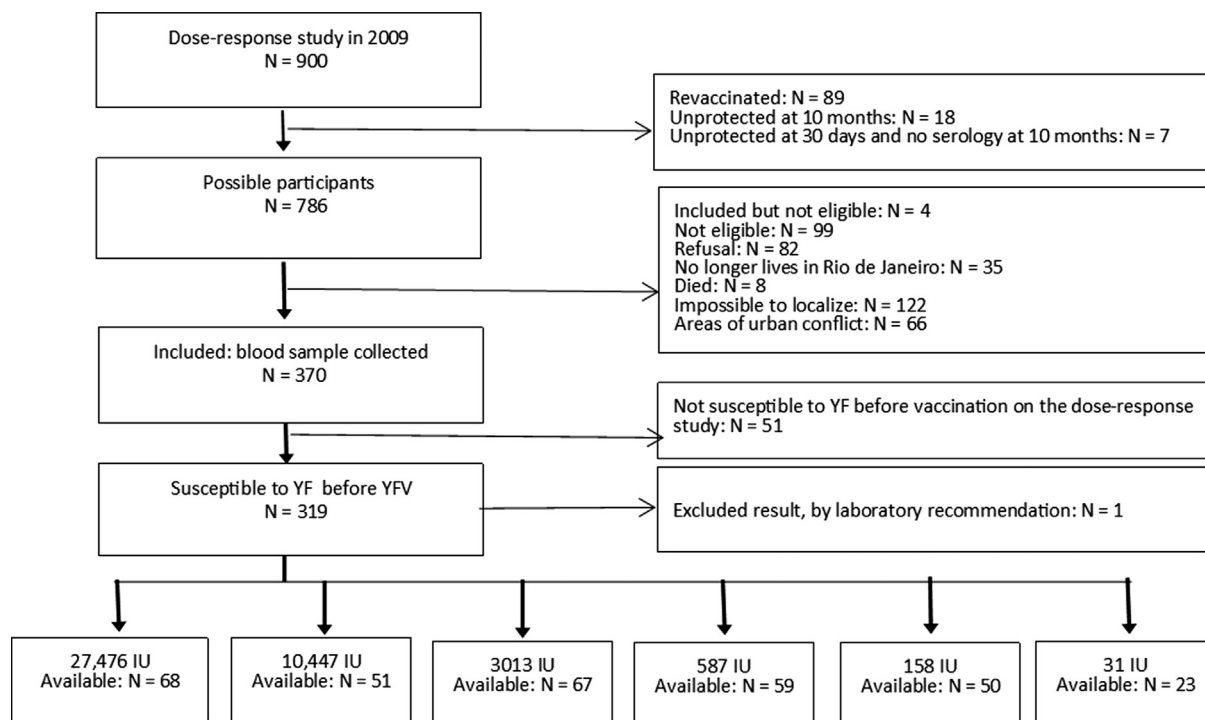 Dose-response study in 2009
N = 900
Revaccinated: N = 89
Unprotected at 10 months: N = 18
Unprotected at 30 days and no serology at 10 months: N = 7
Possible participants
N = 786
Included but not eligible: N = 4
Not eligible: N = 99
Refusal: N = 82
No longer lives in Rio de Janeiro: N = 35
Died: N = 8
Impossible to localize: N = 122
Areas of urban conflict: N = 66
Included: blood sample collected
N = 370
Not susceptible to YF before vaccination on the dose-response
study: N = 51
Susceptible to YF before YFV
N = 319
Excluded result, by laboratory recommendation: N = 1
27,476 IU
Available: N = 68
10,447 IU
Available: N = 51
3013 IU
Available: N = 67
587 IU
Available: N = 59
158 IU
Available: N = 50
31 IU
Available: N = 23